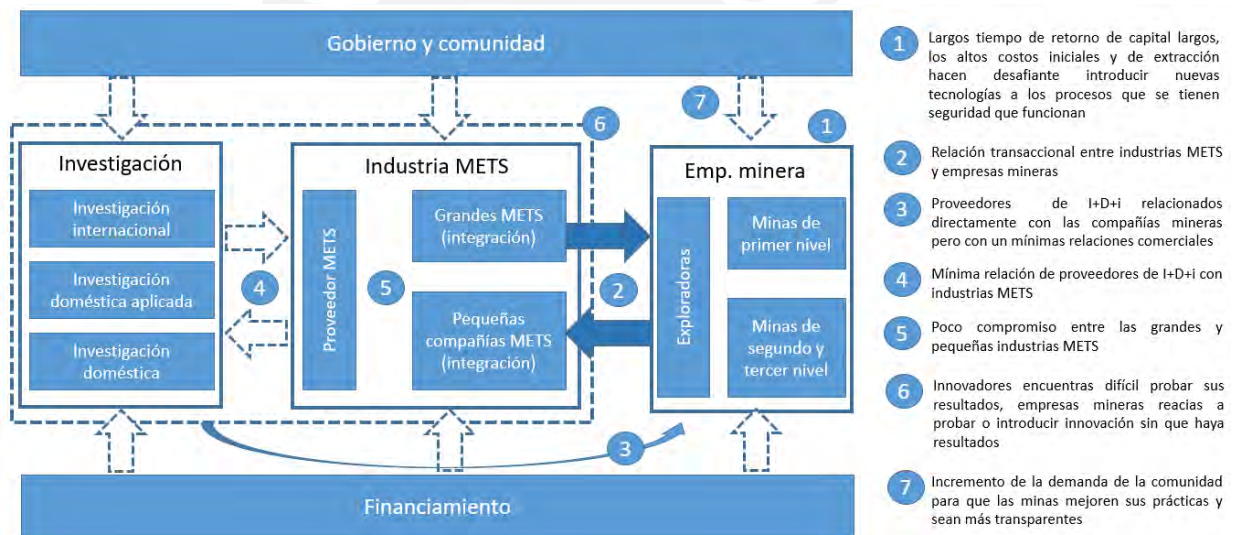 Gobierno y comunidad
7
6
1
Investigación
Investigación
internacional
Investigación
doméstica aplicada
Investigación
doméstica
4
Industria METS
Proveedor METS
5
Grandes METS
(integración)
Pequeñas
compañías METS
(integración)
2
Emp. minera
Exploradoras
Minas de
primer nivel
Minas de
segundo y
tercer nivel
3
Financiamiento
1
Largos tiempo de retorno de capital largos,
los altos costos iniciales y de extracción
hacen desafiante introducir nuevas
tecnologías a los procesos que se tienen
seguridad que funcionan
2
Relación transaccional entre industrias METS
y empresas mineras
3
Proveedores de I+D+i relacionados
directamente con las compañías mineras
pero con un mínimas relaciones comerciales
4
Mínima relación de proveedores de I+D+i con
industrias METS
5
Poco compromiso entre las grandes y
pequeñas industrias METS
6
Innovadores encuentras difícil probar sus
resultados, empresas mineras reacias a
probar o introducir innovación sin que haya
resultados
7
Incremento de la demanda de la comunidad
para que las minas mejoren sus prácticas y
sean más transparentes